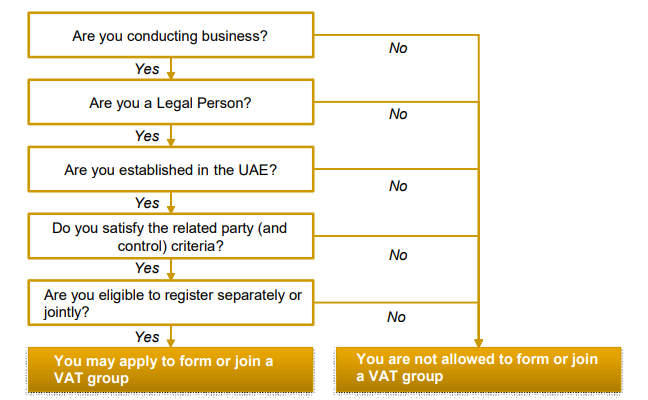 Are you conducting business?
No
Yes
Are you a Legal Person?
No
Yes
Are you established in the UAE?
No
Yes
Do you satisfy the related party (and
control) criteria?
No
Yes
Are you eligible to register separately or
jointly?
No
Yes
You may apply to form or join a
VAT group
You are not allowed to form or join
a VAT group